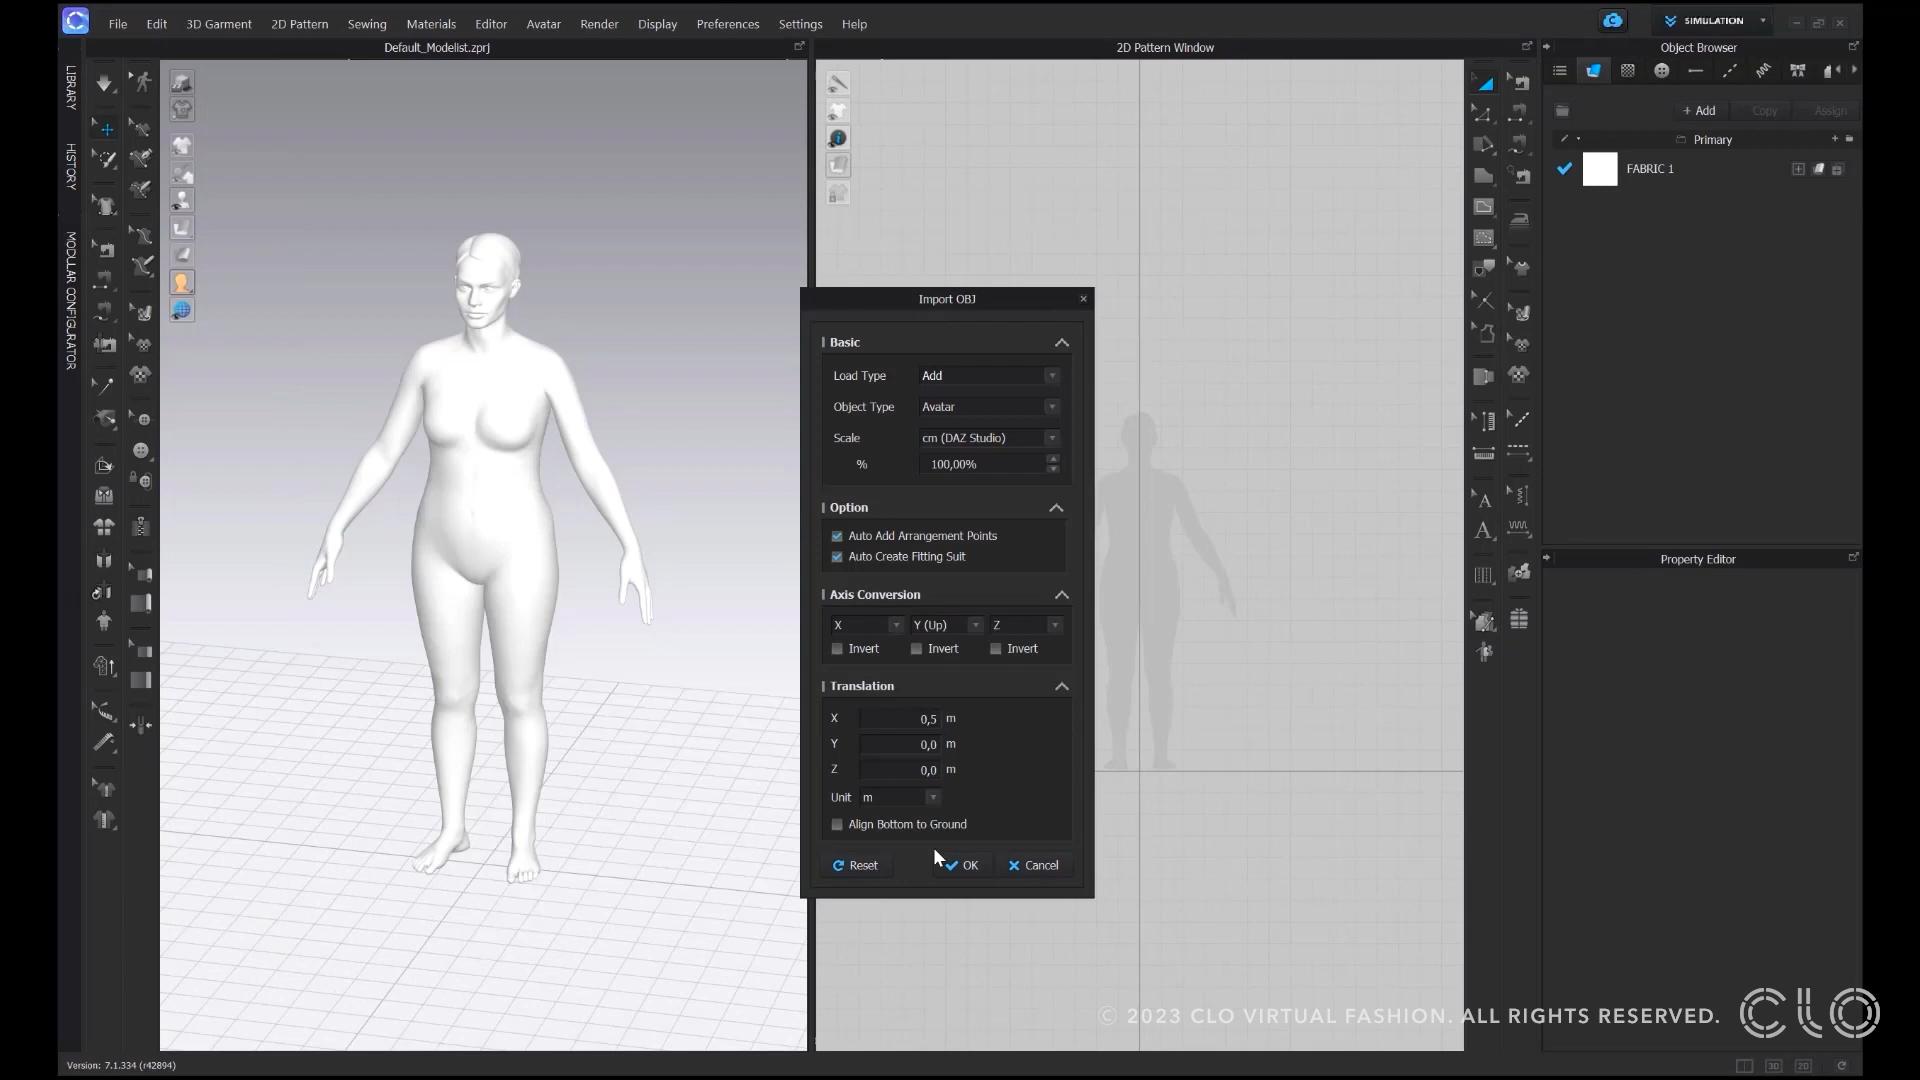 File Edit 3D Garment 2D Pattern Sewing Materials Editor Avatar Render Display Preferences Settings Help
SIMULATION
Default_Modelist.zprj
2D Pattern Window
Object Browser
LIBRARY
HISTORY
MODULAR CONFIGURATOR
+ Add Copy Assign
Primary
FABRIC 1
Import OBJ
Basic
Load Type Add
Object Type Avatar
Scale cm (DAZ Studio)
% 100,00%
Option
Auto Add Arrangement Points
Auto Create Fitting Suit
Axis Conversion
X Y (Up) Z
Invert Invert Invert
Translation
X 0,5 m
Y 0,0 m
Z 0,0 m
Unit m
Align Bottom to Ground
Reset OK Cancel
Property Editor
© 2023 CLO VIRTUAL FASHION. ALL RIGHTS RESERVED. CLO
Version: 7.1.334 (r42894)
3D 2D